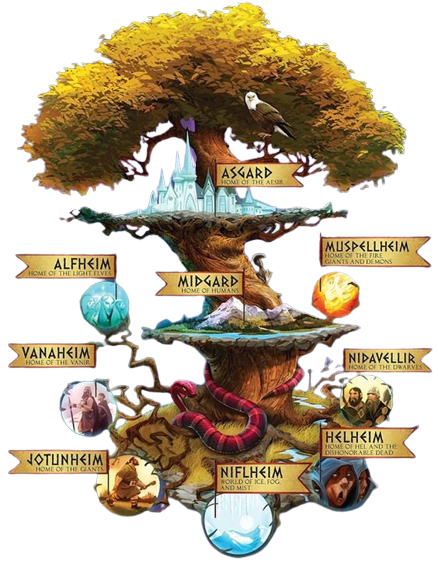 ASGARD
HOME OF THE AESIR
MUSPELLHEIM
HOME OF THE FIRE
GIANTS AND DEMONS
ALFHEIM
HOME OF THE LIGHT ELVES
MIDGARD
HOME OF HUMANS
VANAHEIM
HOME OF THE VANIR
NIDAVELLIR
HOME OF THE DWARVES
HELHEIM
HOME OF HEL AND THE
DISHONORABLE DEAD
JOTUNHEIM
HOME OF THE GIANTS
NIFLHEIM
WORLD OF ICE, FOG,
AND MIST